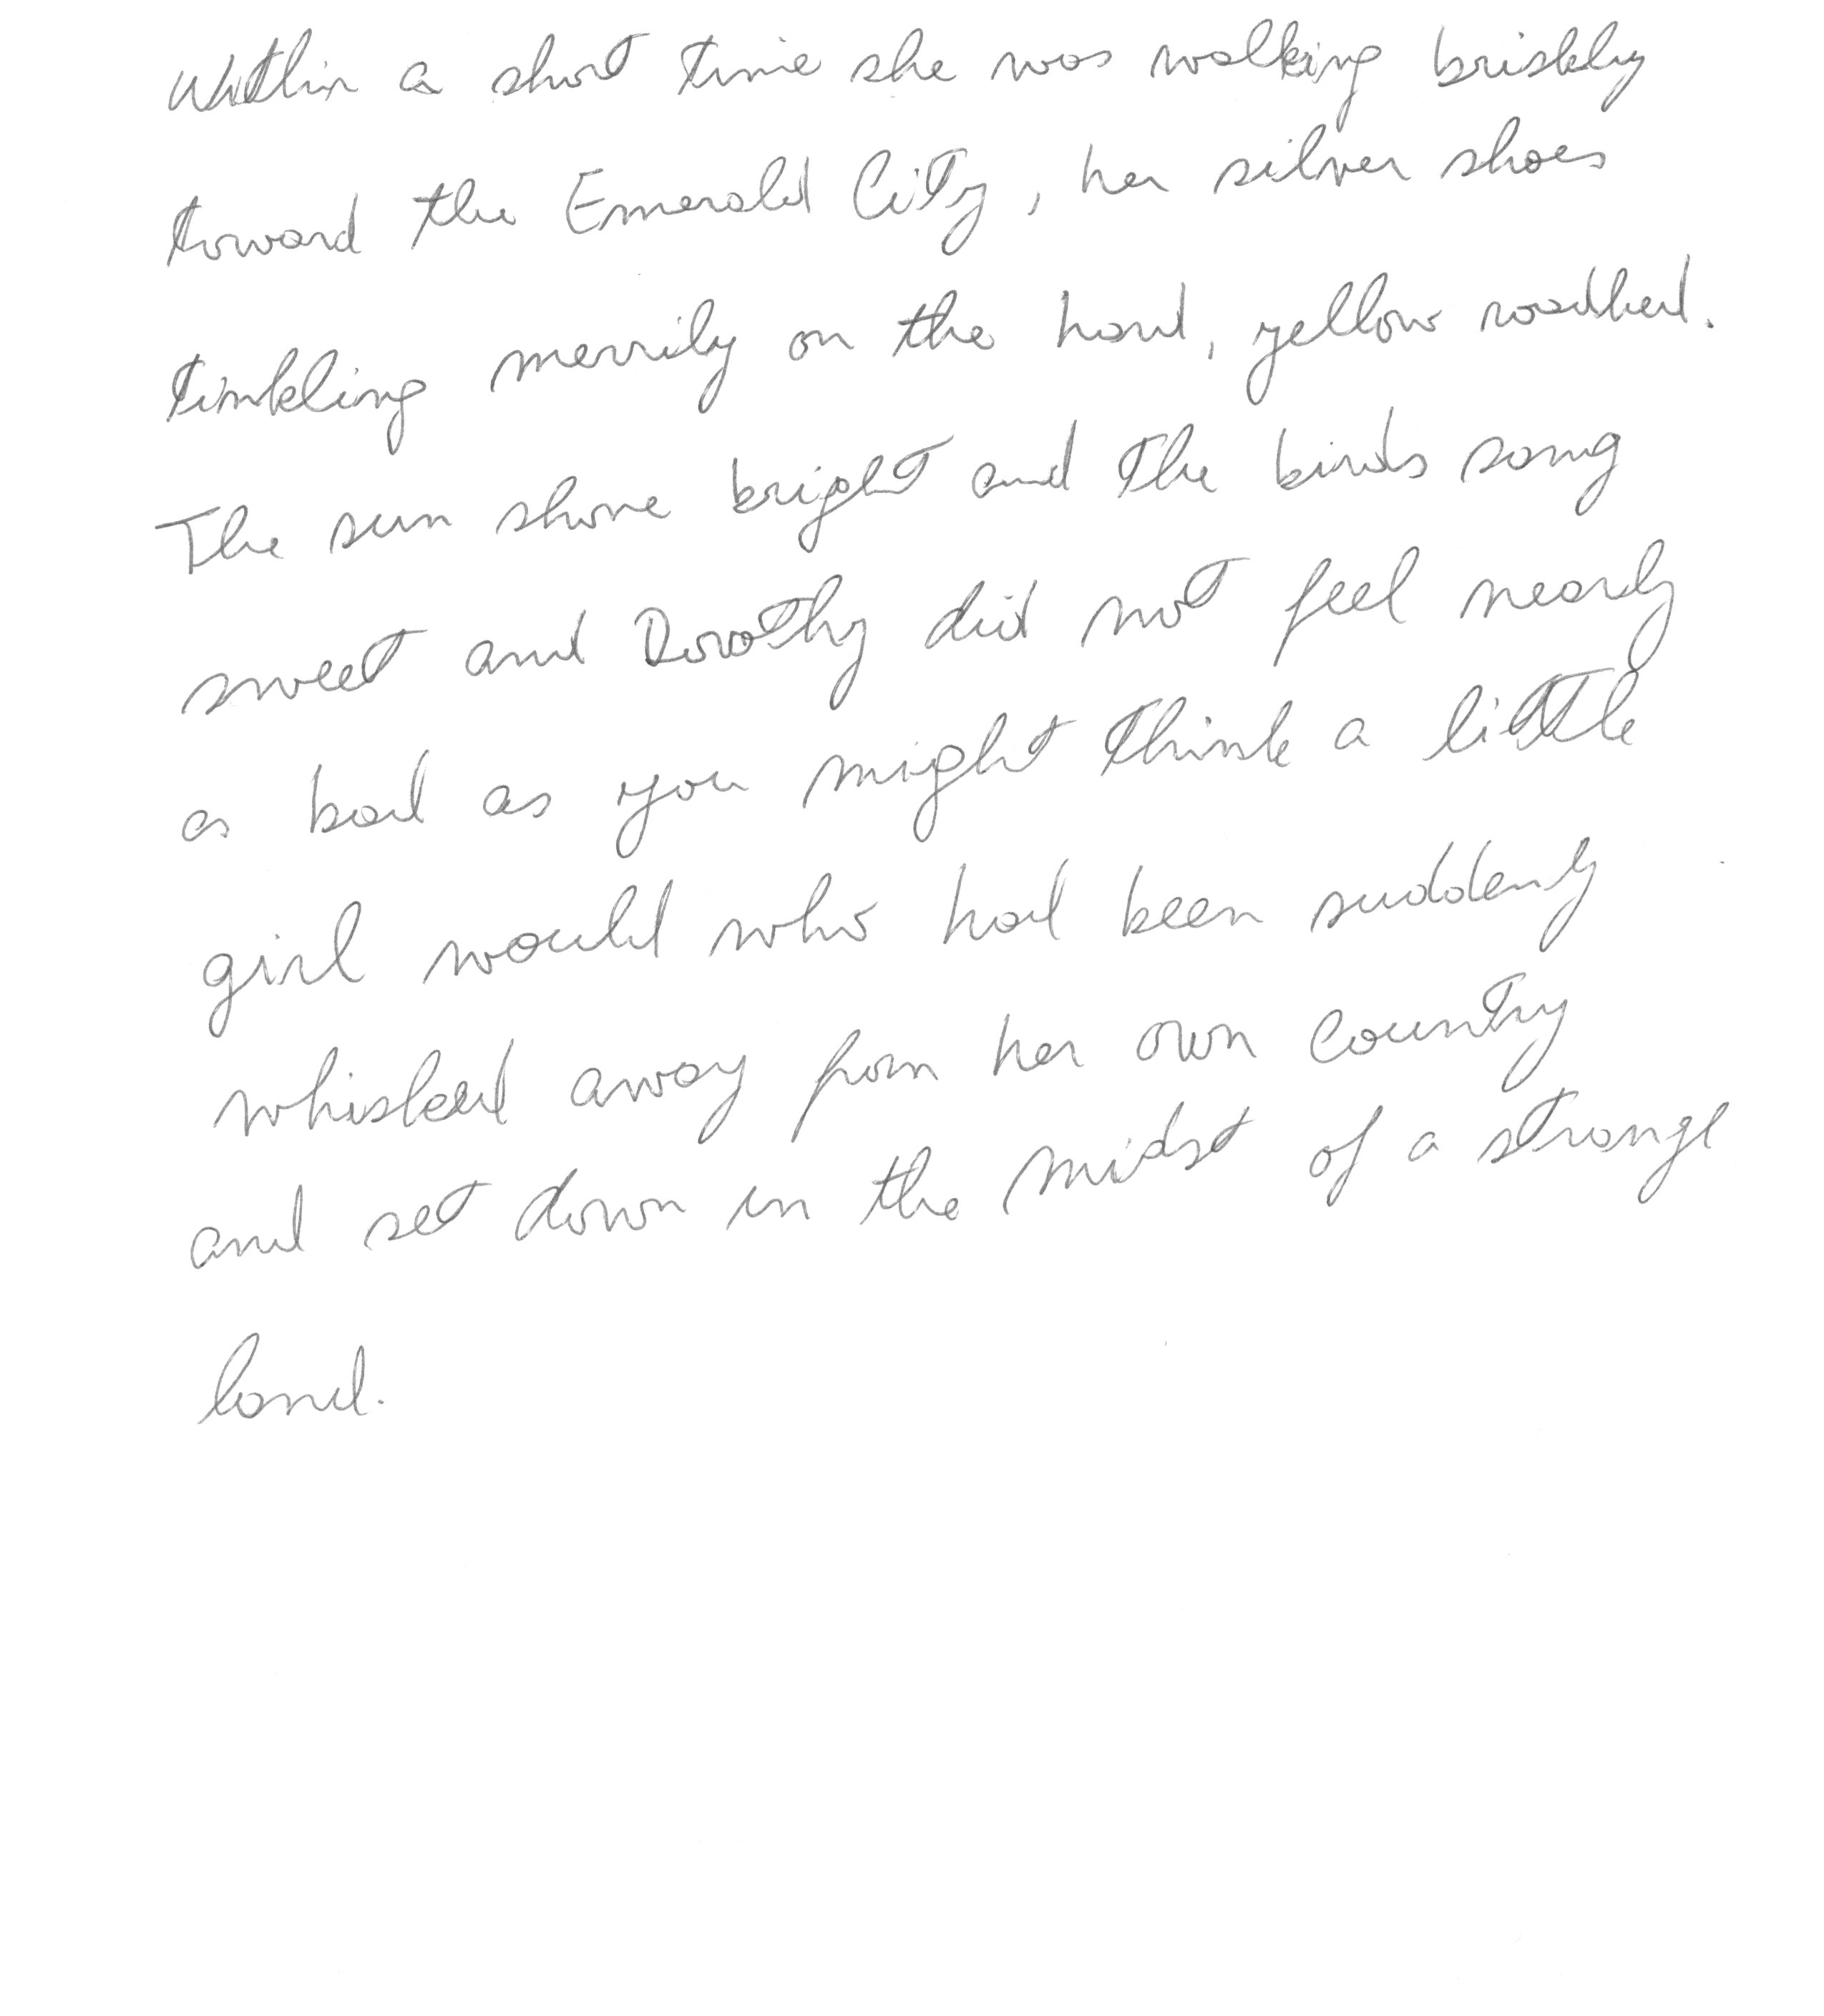 Within a short time she was walking briskly
toward the Emerald City, her silver shoes
tinkling merrily on the hard, yellow roadbed.
The sun shone bright and the birds sang
sweet and Dorothy did not feel nearly
as bad as you might think a little
girl would who had been suddenly
whisked away from her own country
and set down in the midst of a strange
land.